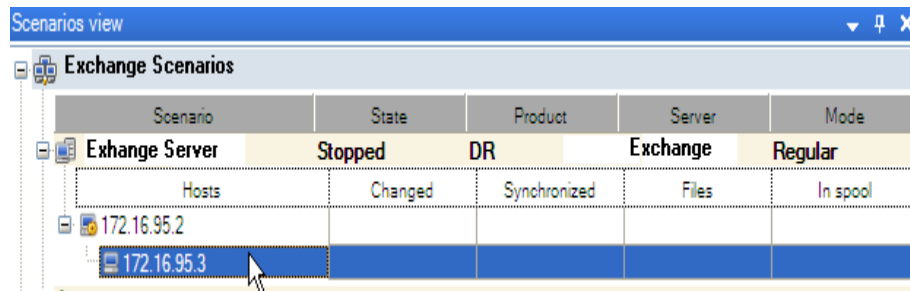 Scenarios view
Exchange Scenarios
Scenario State Product Server Mode
Exhange Server Stopped DR Exchange Regular
Hosts Changed Synchronized Files In spool
172.16.95.2
172.16.95.3